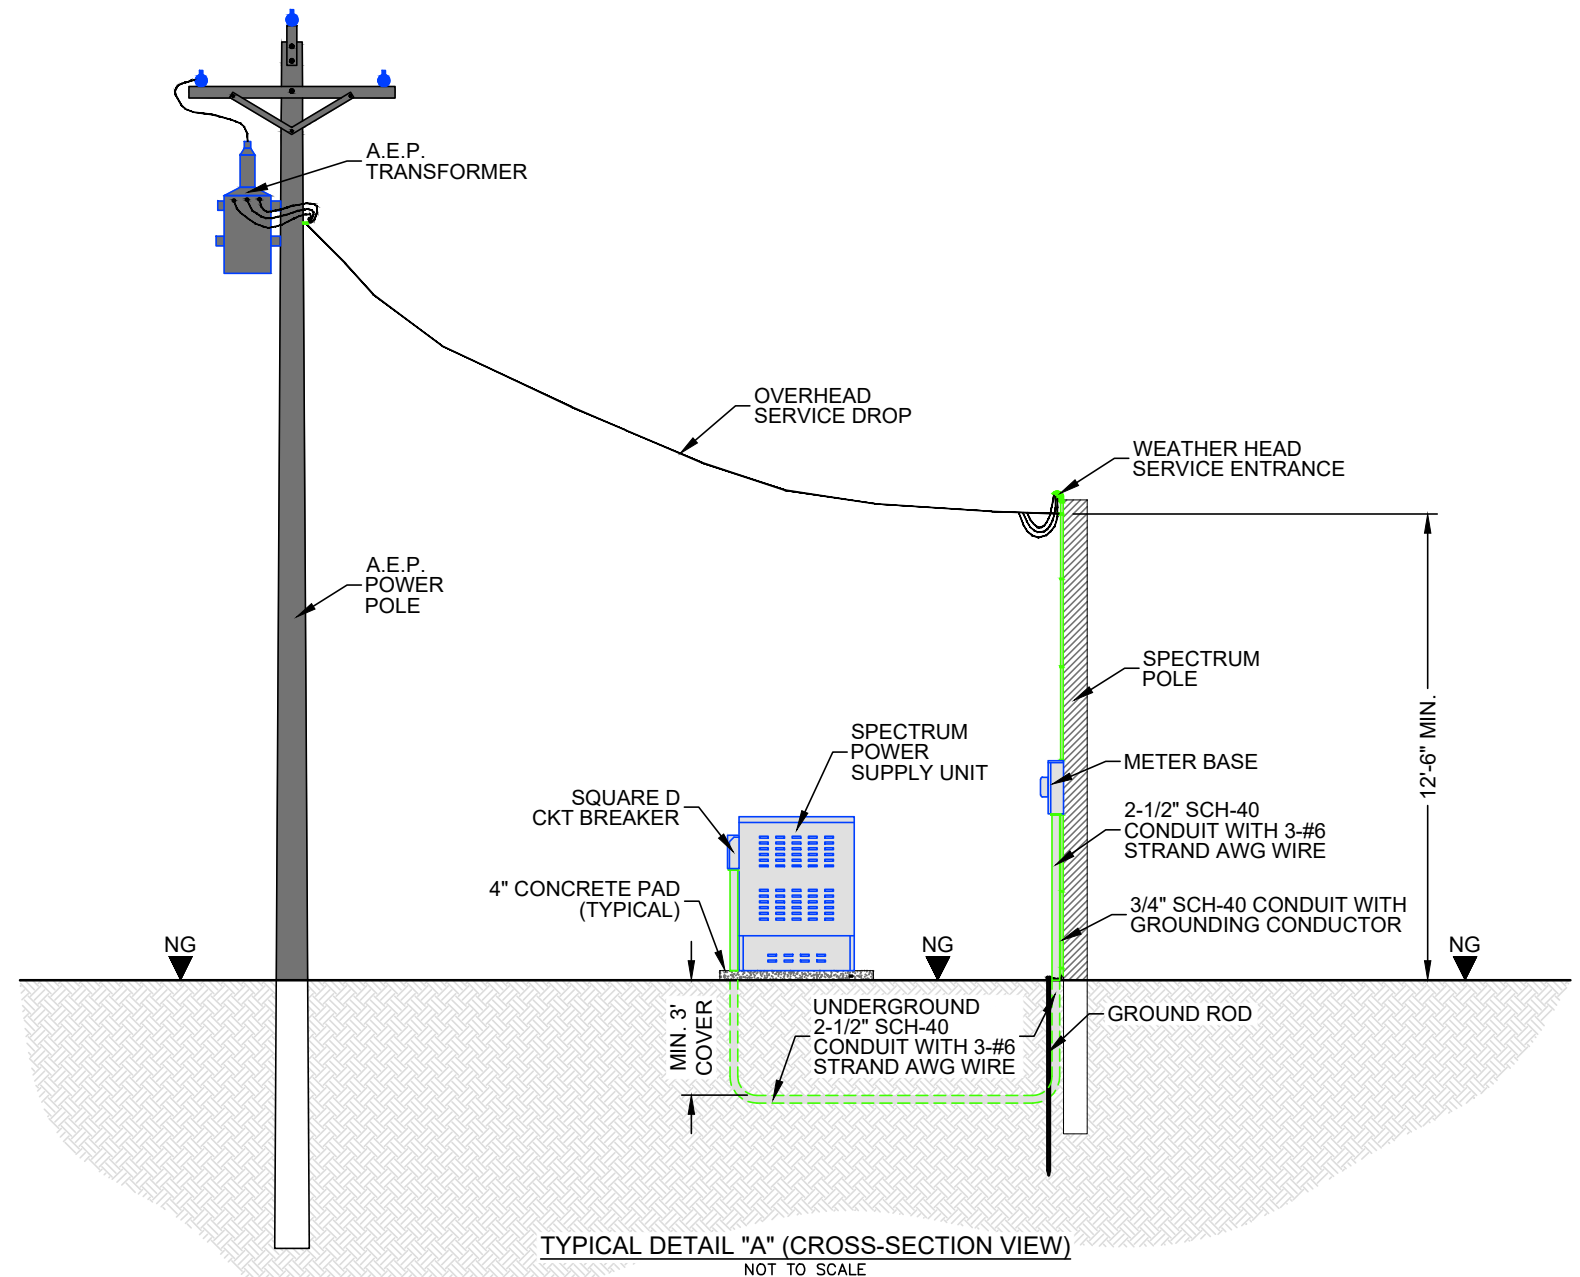 A.E.P.
TRANSFORMER
OVERHEAD
SERVICE DROP
WEATHER HEAD
SERVICE ENTRANCE
A.E.P.
POWER
POLE
SPECTRUM
POLE
12'-6" MIN.
SPECTRUM
POWER
SUPPLY UNIT
METER BASE
SQUARE D
CKT BREAKER
2-1/2" SCH-40
CONDUIT WITH 3-#6
STRAND AWG WIRE
4" CONCRETE PAD
(TYPICAL)
3/4" SCH-40 CONDUIT WITH
GROUNDING CONDUCTOR
NG
NG
NG
MIN. 3'
COVER
UNDERGROUND
2-1/2" SCH-40
CONDUIT WITH 3-#6
STRAND AWG WIRE
GROUND ROD
TYPICAL DETAIL "A" (CROSS-SECTION VIEW)
NOT TO SCALE